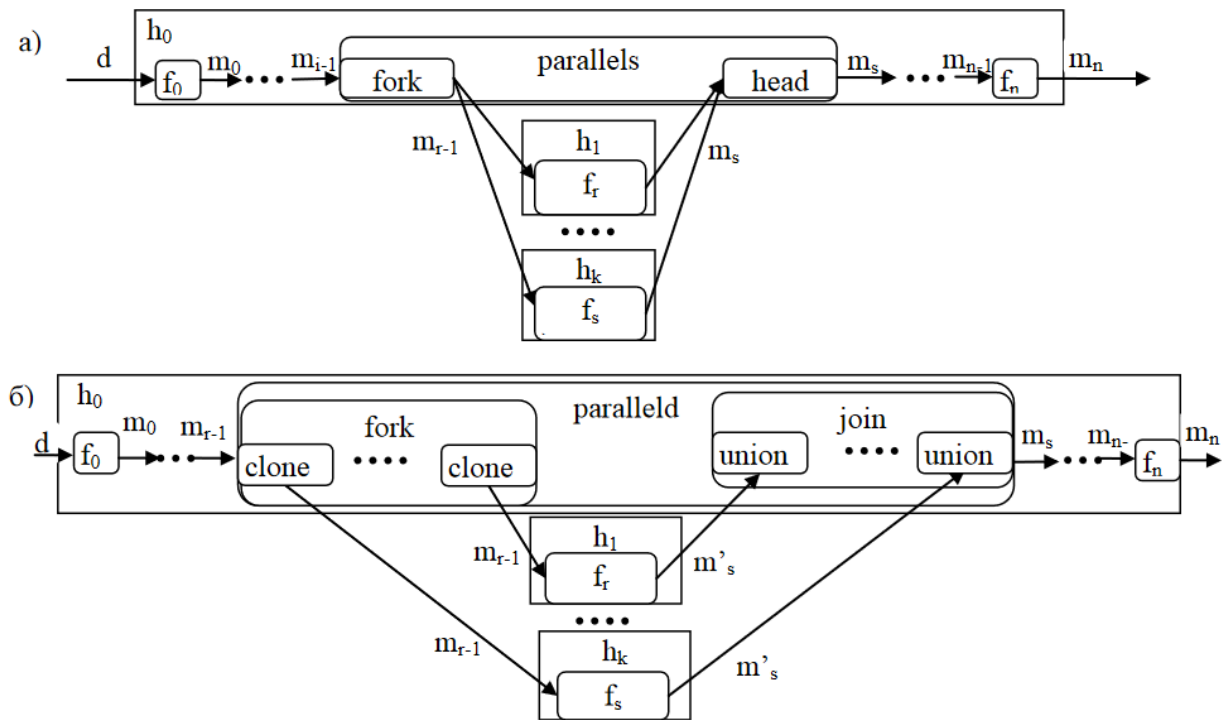 а)
h₀
d
f₀
m₀
mᵢ₋₁
fork
parallels
head
mₛ
mₙ₋₁
fₙ
mₙ
mᵣ₋₁
h₁
fᵣ
mₛ
hₖ
fₛ
б)
h₀
d
f₀
m₀
mᵣ₋₁
fork
clone
clone
paralleld
join
union
union
mₛ
mₙ₋
fₙ
mₙ
mᵣ₋₁
h₁
fᵣ
m’ₛ
mᵣ₋₁
hₖ
fₛ
m’ₛ